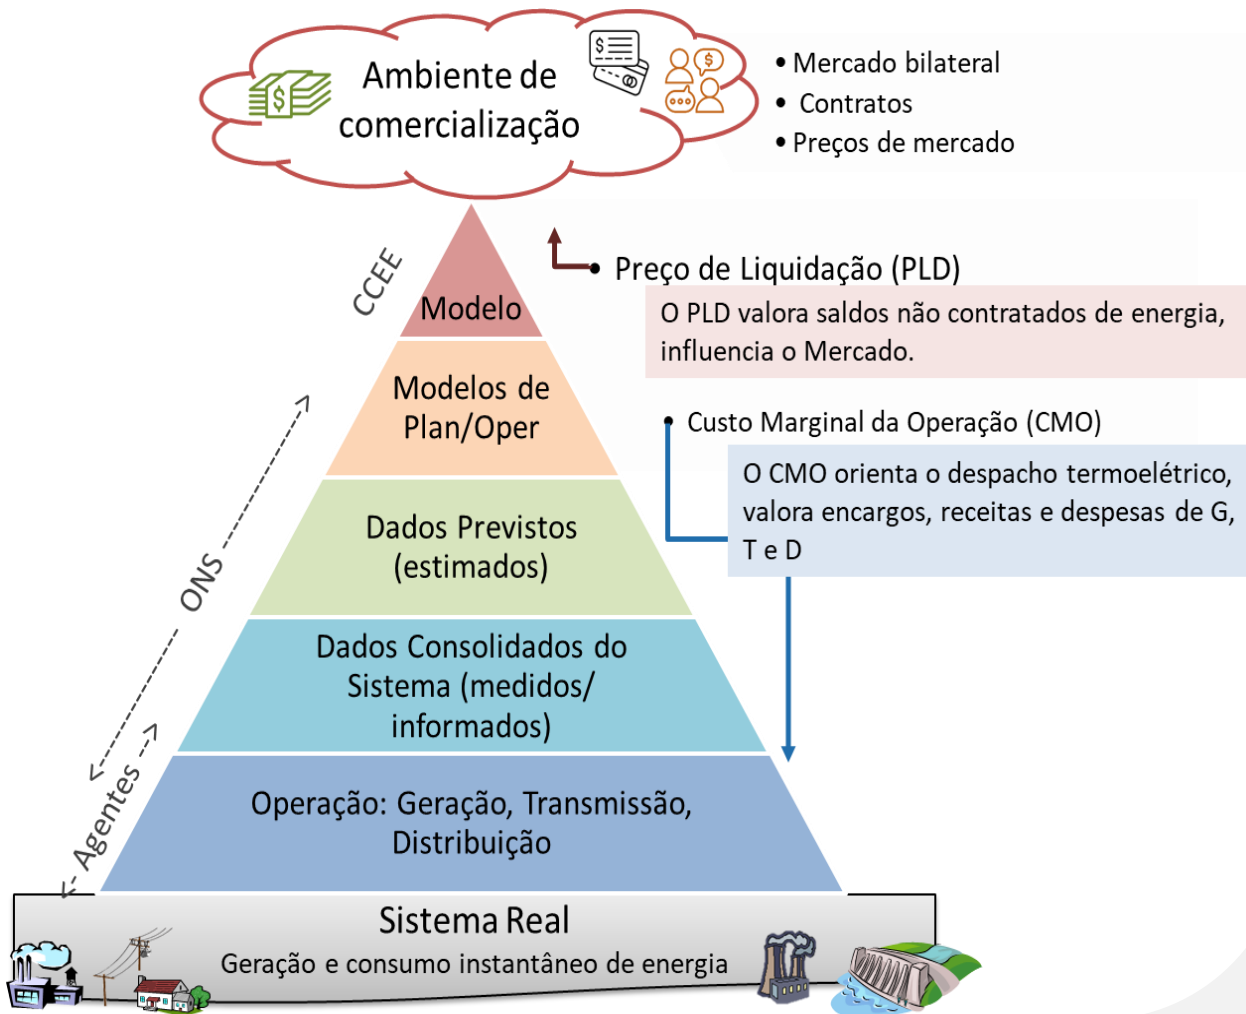 Ambiente de
comercialização
• Mercado bilateral
• Contratos
• Preços de mercado
CCEE
Modelo
• Preço de Liquidação (PLD)
O PLD valora saldos não contratados de energia,
influencia o Mercado.
Modelos de
Plan/Oper
• Custo Marginal da Operação (CMO)
O CMO orienta o despacho termoelétrico,
valora encargos, receitas e despesas de G,
T e D
ONS
Dados Previstos
(estimados)
Dados Consolidados do
Sistema (medidos/
informados)
Agentes
Operação: Geração, Transmissão,
Distribuição
Sistema Real
Geração e consumo instantâneo de energia